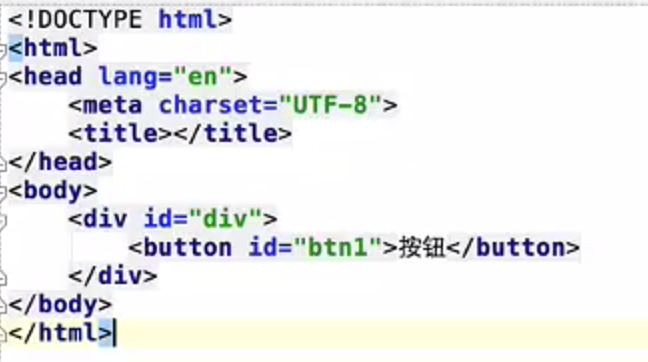 <!DOCTYPE html>
<html>
<head lang="en">
    <meta charset="UTF-8">
    <title></title>
</head>
<body>
    <div id="div">
        <button id="btn1">按钮</button>
    </div>
</body>
</html>